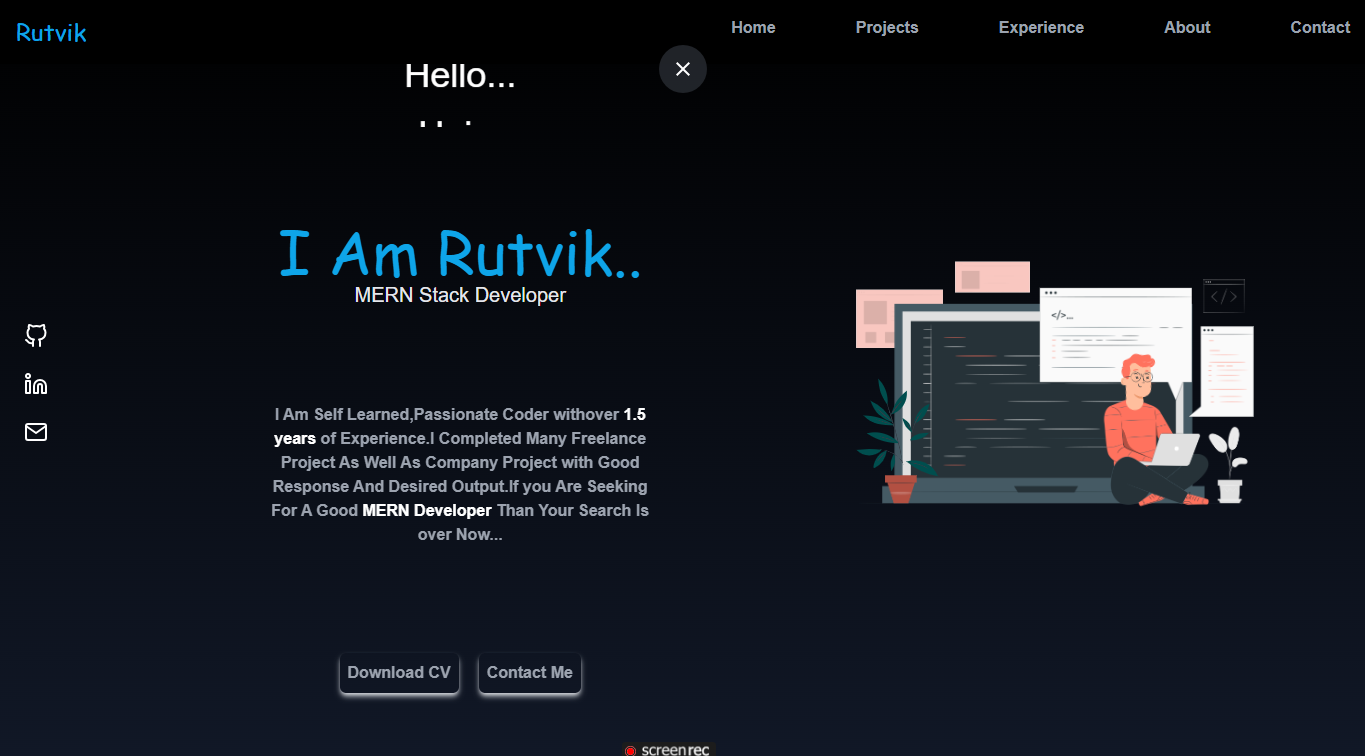 Rutvik
Home Projects Experience About Contact
Hello...
I Am Rutvik..
MERN Stack Developer
</>...
</>
I Am Self Learned,Passionate Coder withover 1.5
years of Experience.I Completed Many Freelance
Project As Well As Company Project with Good
Response And Desired Output.If you Are Seeking
For A Good MERN Developer Than Your Search Is
over Now...
Download CV Contact Me
screenrec